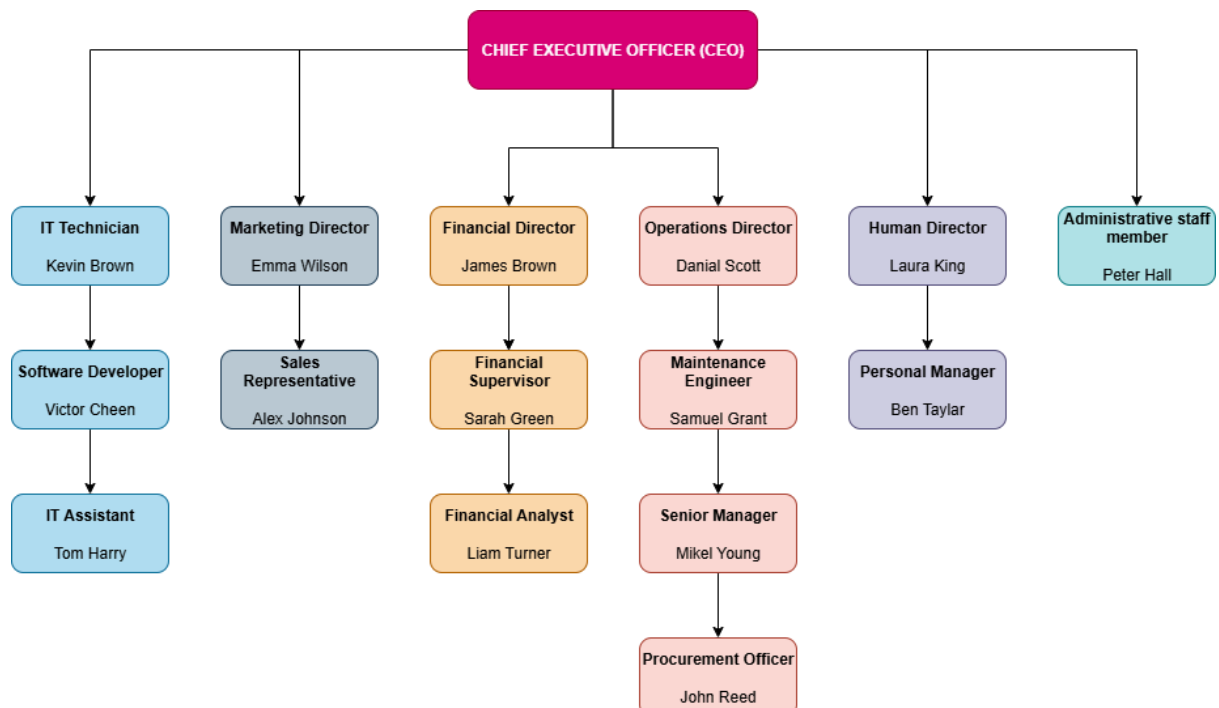 CHIEF EXECUTIVE OFFICER (CEO)
IT Technician
Kevin Brown
Marketing Director
Emma Wilson
Financial Director
James Brown
Operations Director
Danial Scott
Human Director
Laura King
Administrative staff
member
Peter Hall
Software Developer
Victor Cheen
Sales
Representative
Alex Johnson
Financial
Supervisor
Sarah Green
Maintenance
Engineer
Samuel Grant
Personal Manager
Ben Taylar
IT Assistant
Tom Harry
Financial Analyst
Liam Turner
Senior Manager
Mikel Young
Procurement Officer
John Reed